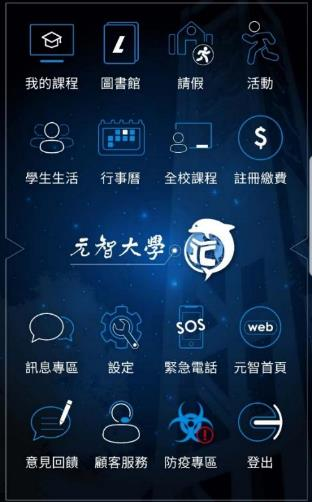 我的課程 圖書館 請假 活動
$
學生生活 行事曆 全校課程 註冊繳費
元智大學
SOS web
訊息專區 設定 緊急電話 元智首頁
意見回饋 顧客服務 防疫專區 登出